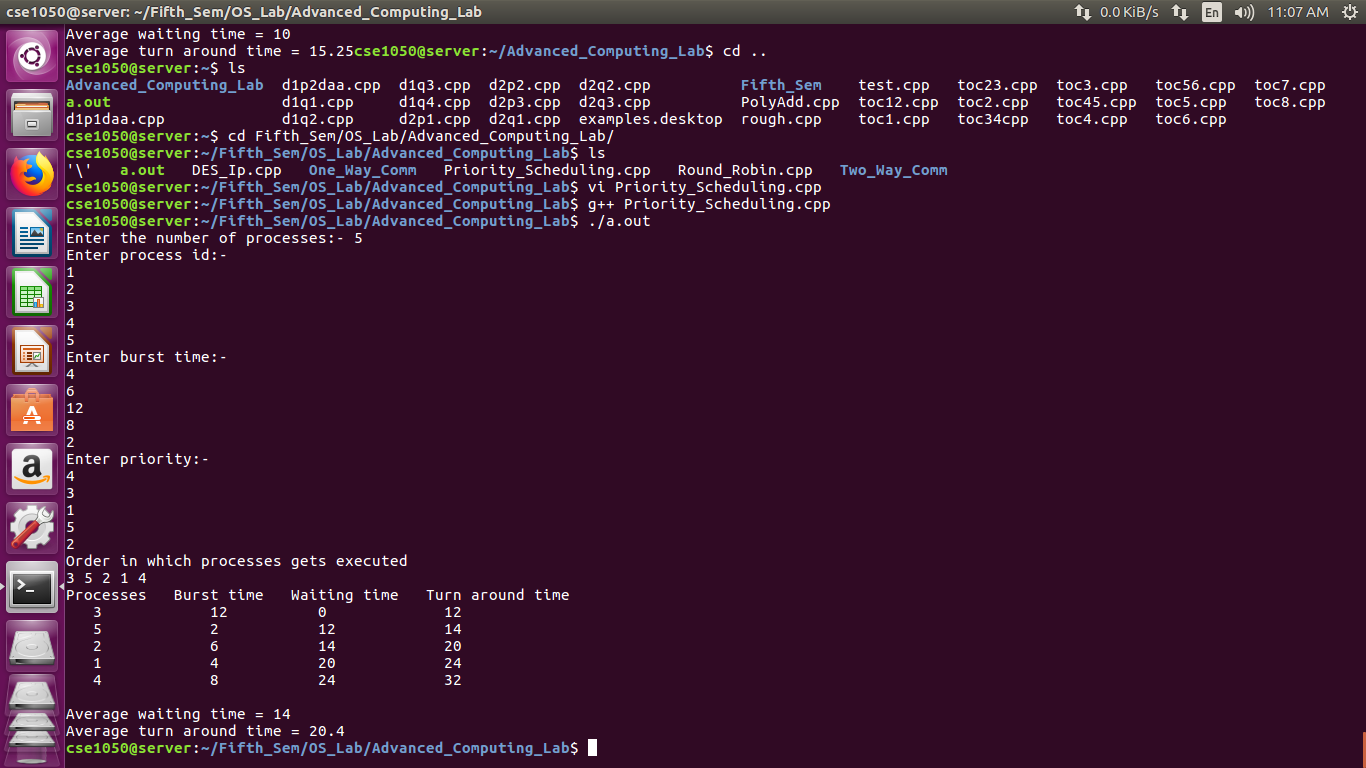 cse1050@server: ~/Fifth_Sem/OS_Lab/Advanced_Computing_Lab 0.0 KiB/s En 11:07 AM
Average waiting time = 10
Average turn around time = 15.25cse1050@server:~/Advanced_Computing_Lab$ cd ..
cse1050@server:~$ ls
Advanced_Computing_Lab d1p2daa.cpp d1q3.cpp d2p2.cpp d2q2.cpp Fifth_Sem test.cpp toc23.cpp toc3.cpp toc56.cpp toc7.cpp
a.out d1q1.cpp d1q4.cpp d2p3.cpp d2q3.cpp PolyAdd.cpp toc12.cpp toc2.cpp toc45.cpp toc5.cpp toc8.cpp
d1p1daa.cpp d1q2.cpp d2p1.cpp d2q1.cpp examples.desktop rough.cpp toc1.cpp toc34cpp toc4.cpp toc6.cpp
cse1050@server:~$ cd Fifth_Sem/OS_Lab/Advanced_Computing_Lab/
cse1050@server:~/Fifth_Sem/OS_Lab/Advanced_Computing_Lab$ ls
'\' a.out DES_Ip.cpp One_Way_Comm Priority_Scheduling.cpp Round_Robin.cpp Two_Way_Comm
cse1050@server:~/Fifth_Sem/OS_Lab/Advanced_Computing_Lab$ vi Priority_Scheduling.cpp
cse1050@server:~/Fifth_Sem/OS_Lab/Advanced_Computing_Lab$ g++ Priority_Scheduling.cpp
cse1050@server:~/Fifth_Sem/OS_Lab/Advanced_Computing_Lab$ ./a.out
Enter the number of processes:- 5
Enter process id:-
1
2
3
4
5
Enter burst time:-
4
6
12
8
2
Enter priority:-
4
3
1
5
2
Order in which processes gets executed
3 5 2 1 4
Processes Burst time Waiting time Turn around time
3 12 0 12
5 2 12 14
2 6 14 20
1 4 20 24
4 8 24 32
Average waiting time = 14
Average turn around time = 20.4
cse1050@server:~/Fifth_Sem/OS_Lab/Advanced_Computing_Lab$